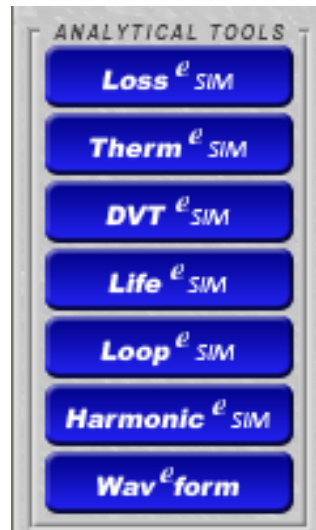 ANALYTICAL TOOLS
Loss e SIM
Therm e SIM
DVT e SIM
Life e SIM
Loop e SIM
Harmonic e SIM
Wav e form